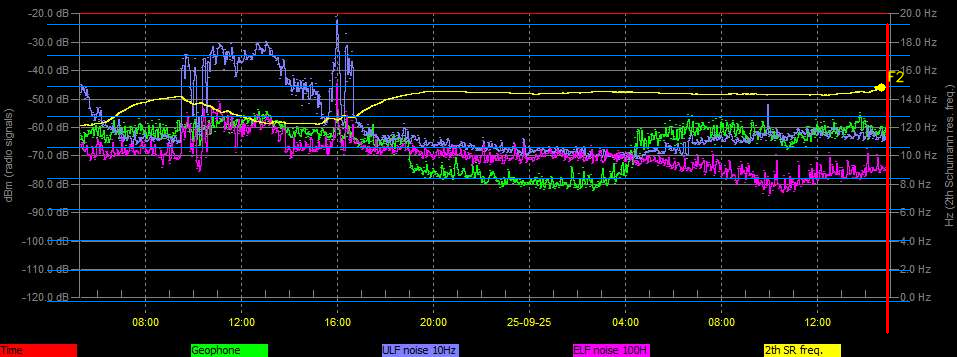 -20.0 dB 20.0 Hz
-30.0 dB 18.0 Hz
-40.0 dB 16.0 Hz
F2
-50.0 dB 14.0 Hz
-60.0 dB 12.0 Hz
-70.0 dB 10.0 Hz
-80.0 dB 8.0 Hz
-90.0 dB 6.0 Hz
-100.0 dB 4.0 Hz
-110.0 dB 2.0 Hz
-120.0 dB 0.0 Hz
dBm (radio signals)
Hz (2th Schumann res. freq.)
08:00 12:00 16:00 20:00 25-09-25 04:00 08:00 12:00
Time Geophone ULF noise 10Hz ELF noise 100H 2th SR freq.